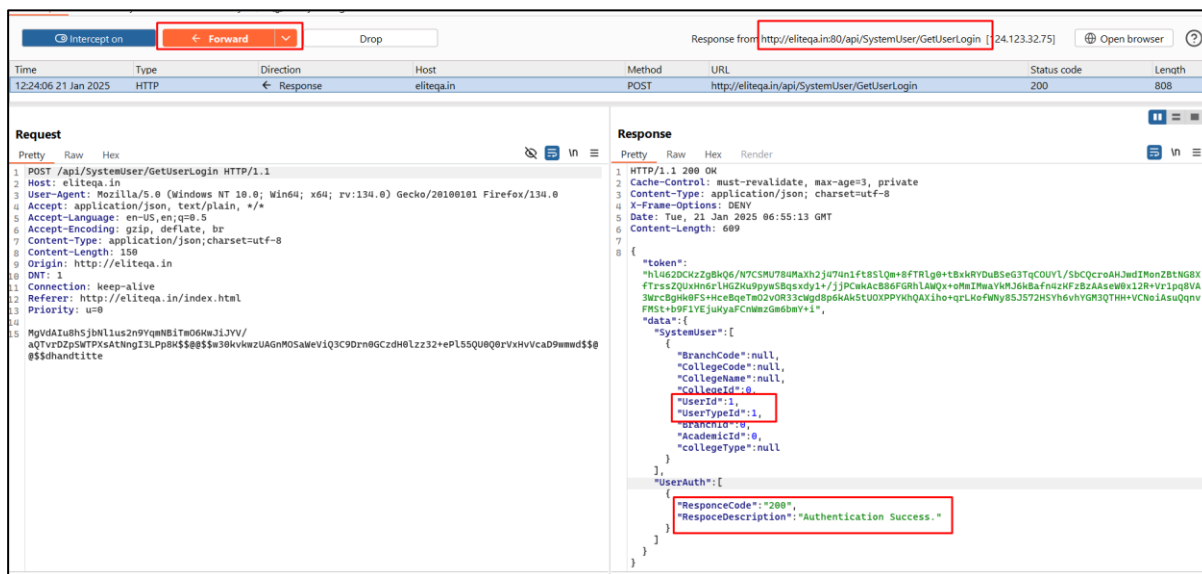 Intercept on
Forward
Drop
Response from http://eliteqa.in:80/api/SystemUser/GetUserLogin [124.123.32.75]
Open browser
Time Type Direction Host Method URL Status code Length
12:24:06 21 Jan 2025 HTTP ← Response eliteqa.in POST http://eliteqa.in/api/SystemUser/GetUserLogin 200 808
Request
Pretty Raw Hex
\n
1 POST /api/SystemUser/GetUserLogin HTTP/1.1
2 Host: eliteqa.in
3 User-Agent: Mozilla/5.0 (Windows NT 10.0; Win64; x64; rv:134.0) Gecko/20100101 Firefox/134.0
4 Accept: application/json, text/plain, */*
5 Accept-Language: en-US,en;q=0.5
6 Accept-Encoding: gzip, deflate, br
7 Content-Type: application/json;charset=utf-8
8 Content-Length: 150
9 Origin: http://eliteqa.in
10 DNT: 1
11 Connection: keep-alive
12 Referer: http://eliteqa.in/index.html
13 Priority: u=0
14
15
Response
Pretty Raw Hex Render
\n
1 HTTP/1.1 200 OK
2 Cache-Control: must-revalidate, max-age=3, private
3 Content-Type: application/json; charset=utf-8
4 X-Frame-Options: DENY
5 Date: Tue, 21 Jan 2025 06:55:13 GMT
6 Content-Length: 609
7
8 {
"token":
"data":{
"SystemUser":[
{
"BranchCode":null,
"CollegeCode":null,
"CollegeName":null,
"CollegeId":0,
"UserId":1,
"UserTypeId":1,
"BranchId":0,
"AcademicId":0,
"collegeType":null
}
],
"UserAuth":[
{
"ResponceCode":"200",
"RespoceDescription":"Authentication Success."
}
]
}
}